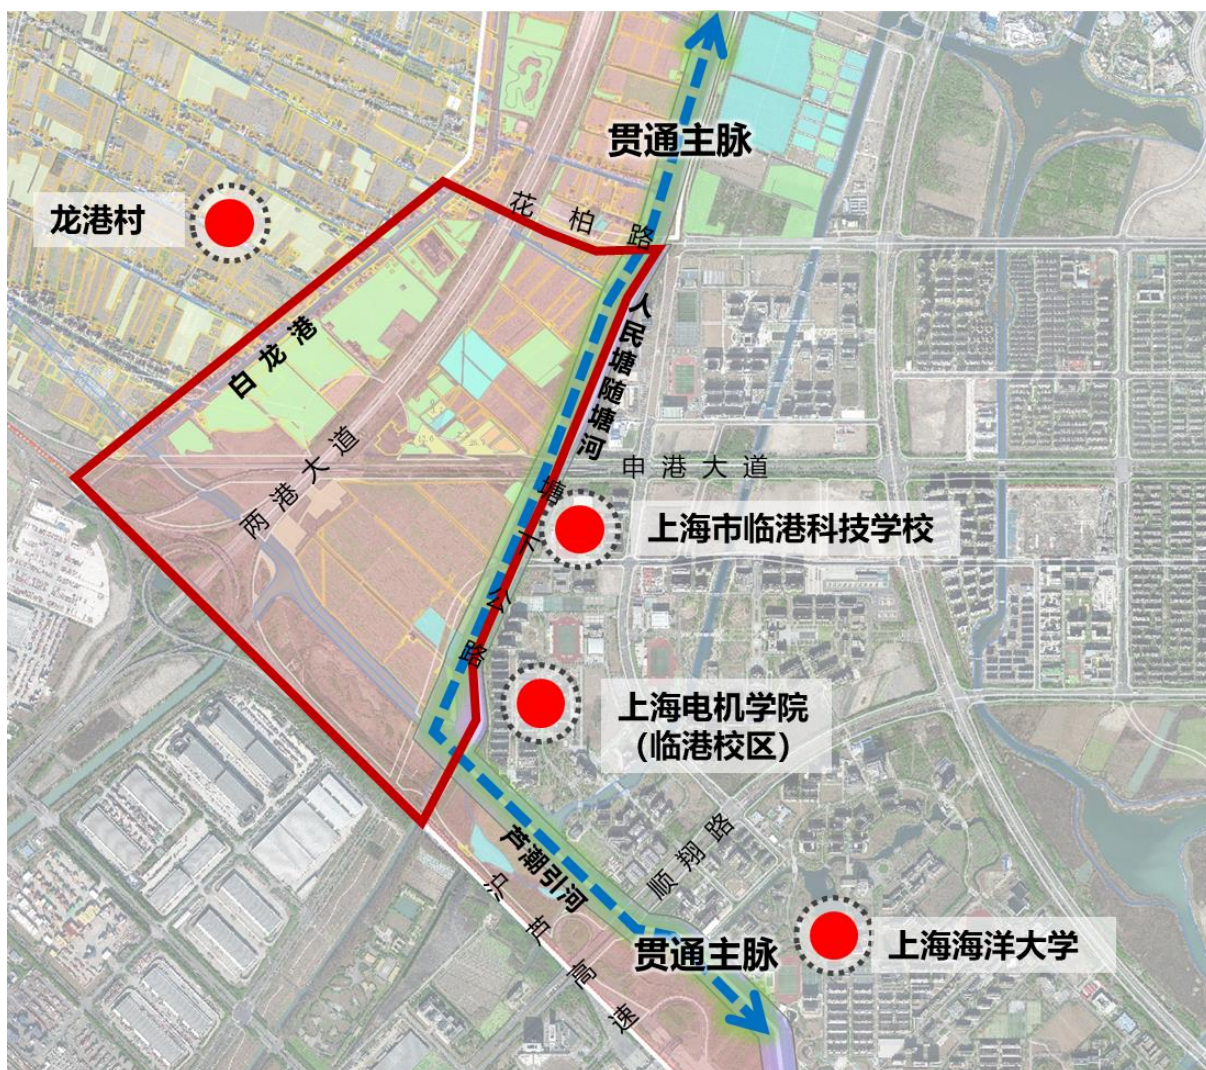 贯通主脉
花柏路
龙港村
人民塘随塘河
白龙港
两港大道
申港大道
塘下公路
上海市临港科技学校
上海电机学院
（临港校区）
芦潮引河
顺翔路
沪芦高速
上海海洋大学
贯通主脉